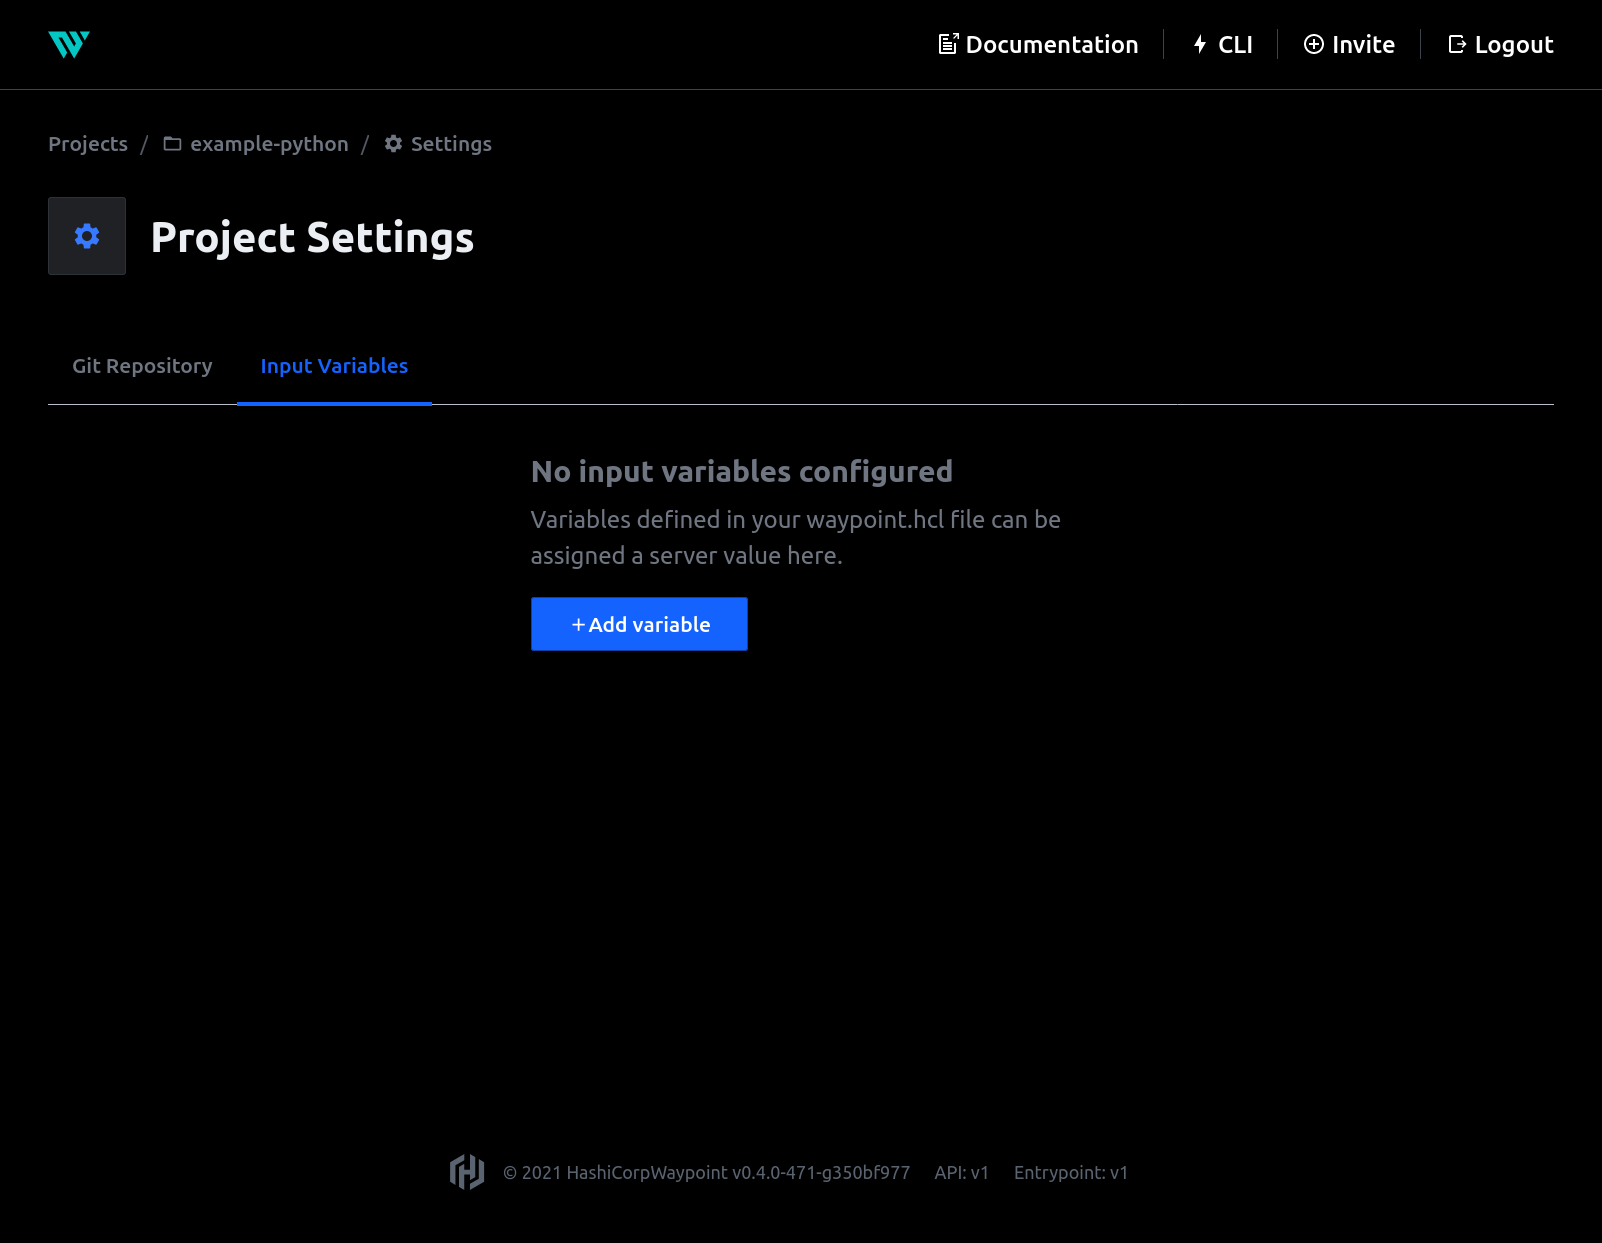 Documentation CLI Invite Logout
Projects / example-python / Settings
Project Settings
Git Repository Input Variables
No input variables configured
Variables defined in your waypoint.hcl file can be
assigned a server value here.
+Add variable
© 2021 HashiCorpWaypoint v0.4.0-471-g350bf977 API: v1 Entrypoint: v1